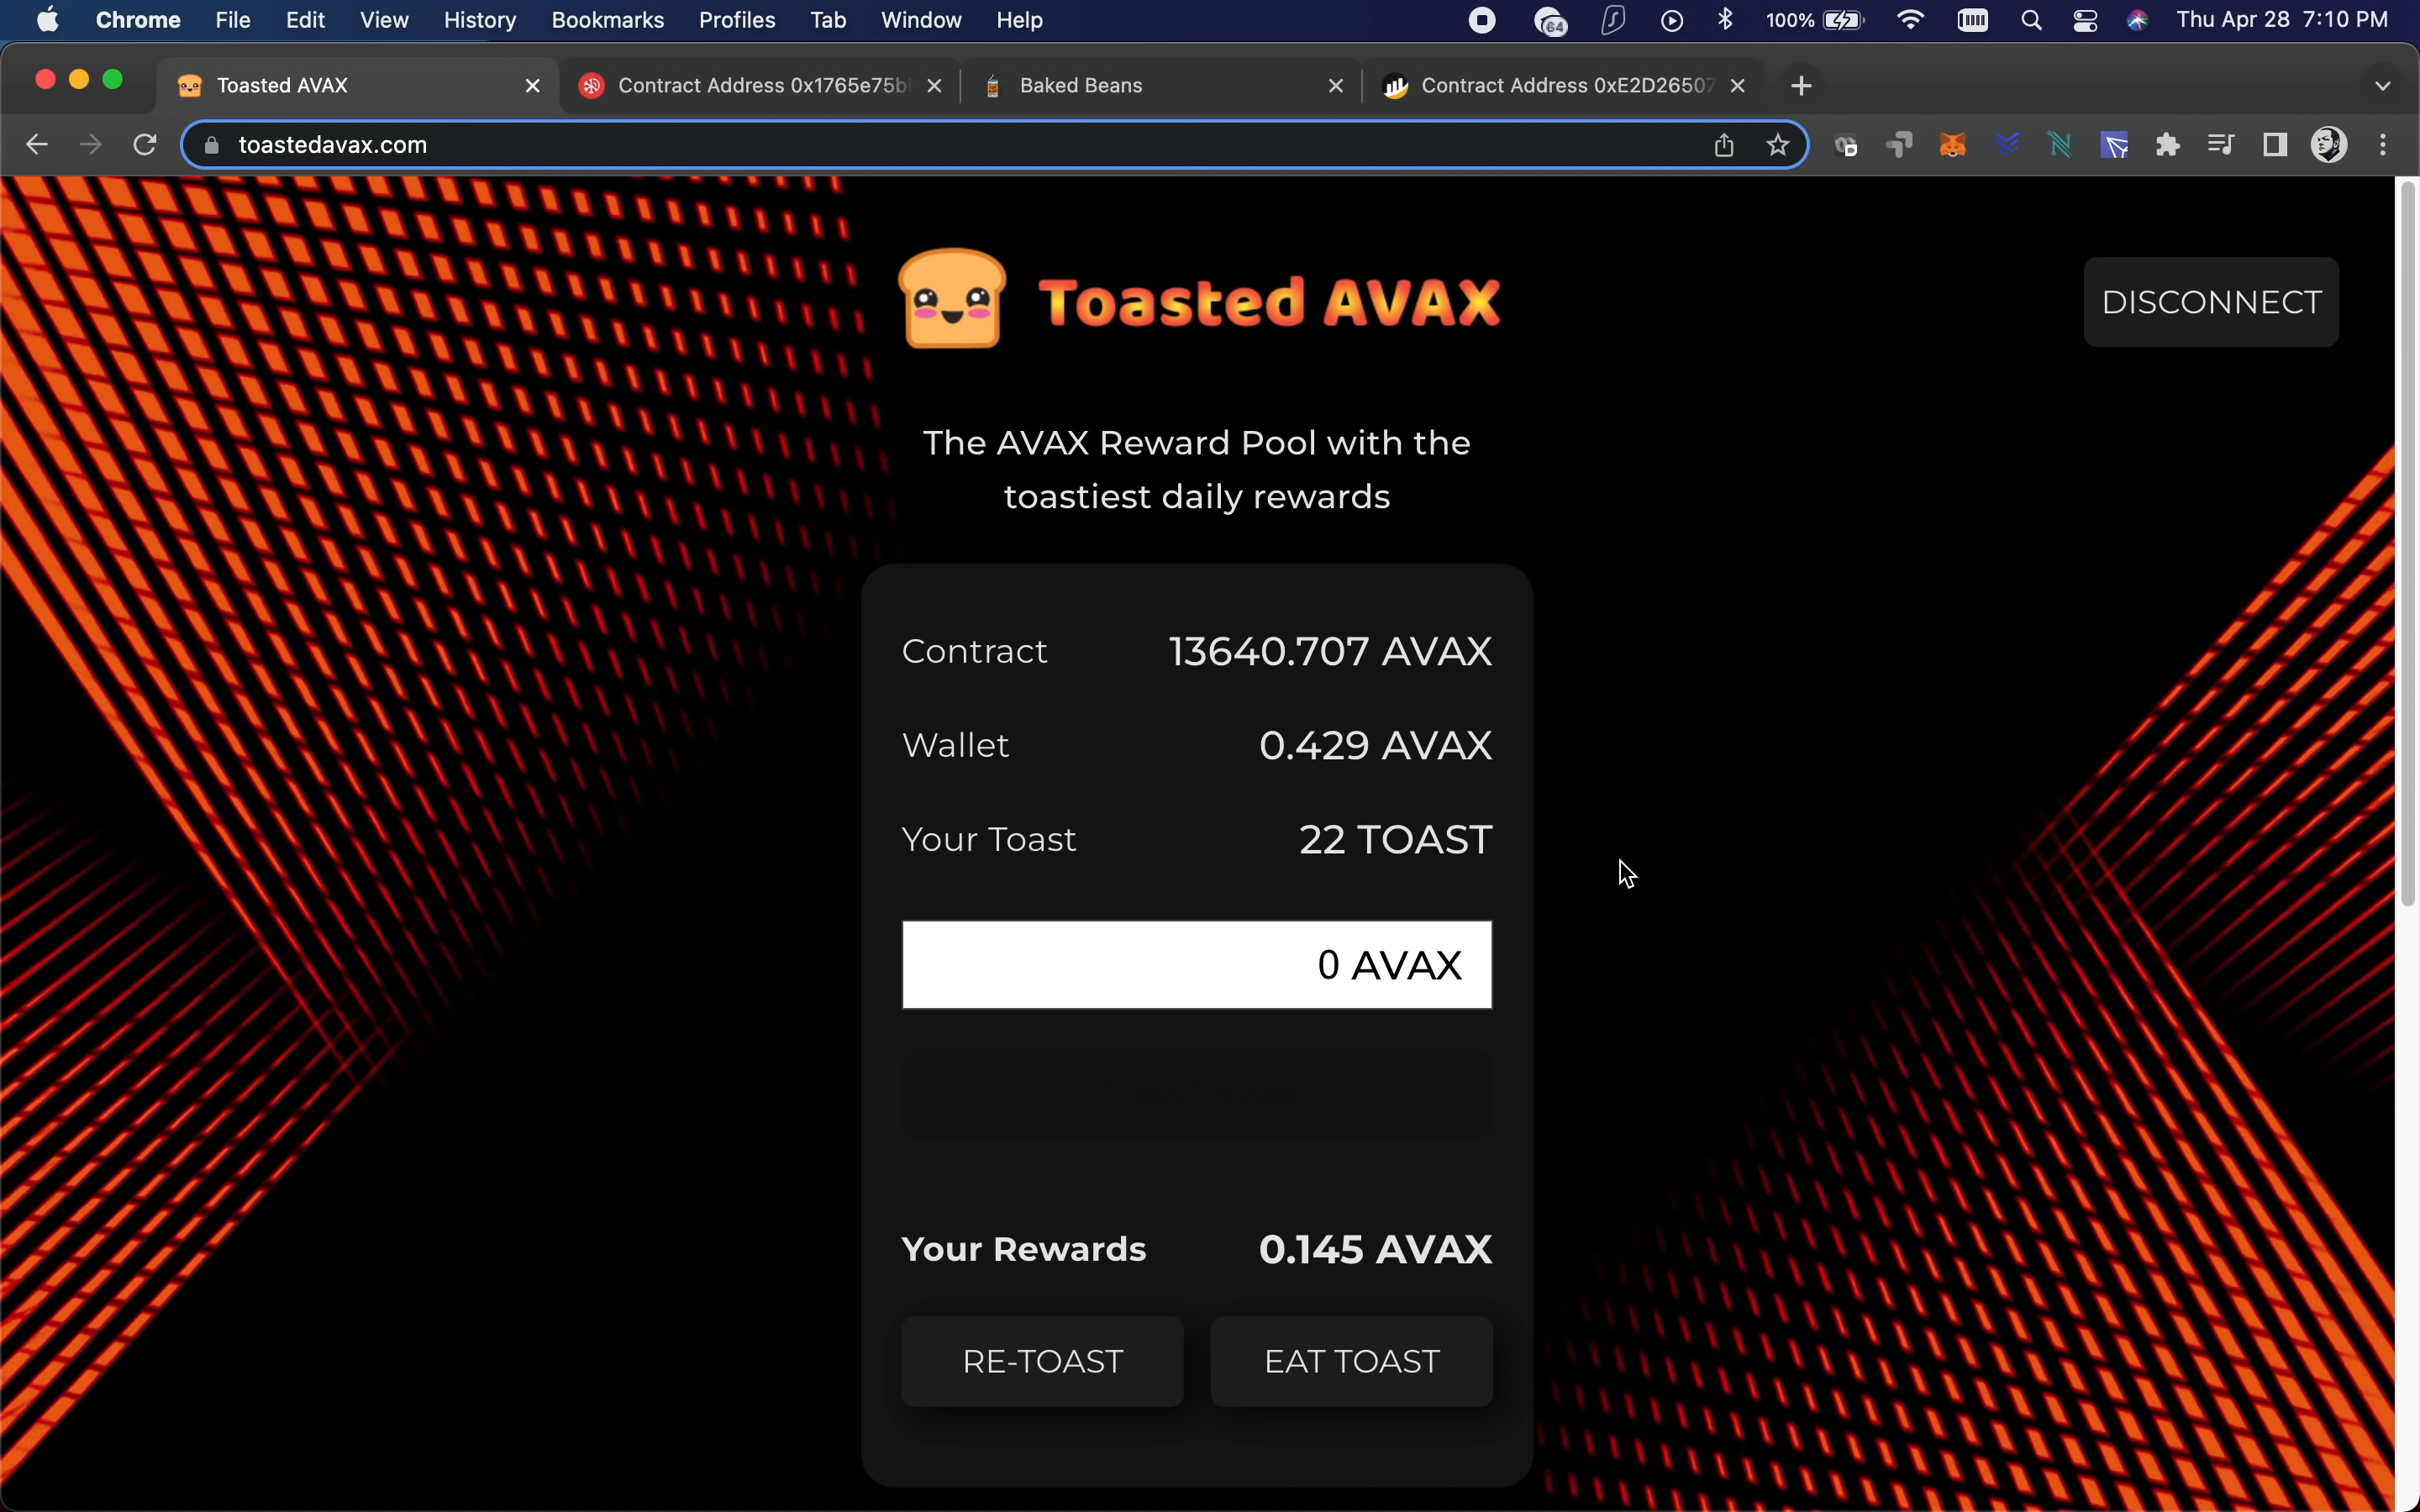 Chrome File Edit View History Bookmarks Profiles Tab Window Help 64 100% Thu Apr 28 7:10 PM
Toasted AVAX Contract Address 0x1765e75b Baked Beans Contract Address 0xE2D26507
toastedavax.com
Toasted AVAX
DISCONNECT
The AVAX Reward Pool with the
toastiest daily rewards
Contract 13640.707 AVAX
Wallet 0.429 AVAX
Your Toast 22 TOAST
0 AVAX
Your Rewards 0.145 AVAX
RE-TOAST EAT TOAST